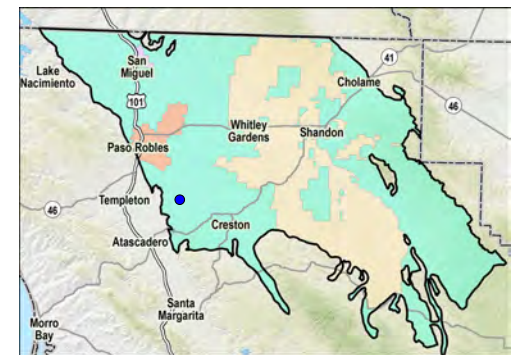 San
Miguel
Lake
Nacimiento
101
41
Cholame
46
Whitley
Gardens
Shandon
Paso Robles
Templeton
46
Creston
Atascadero
Santa
Margarita
Morro
Bay